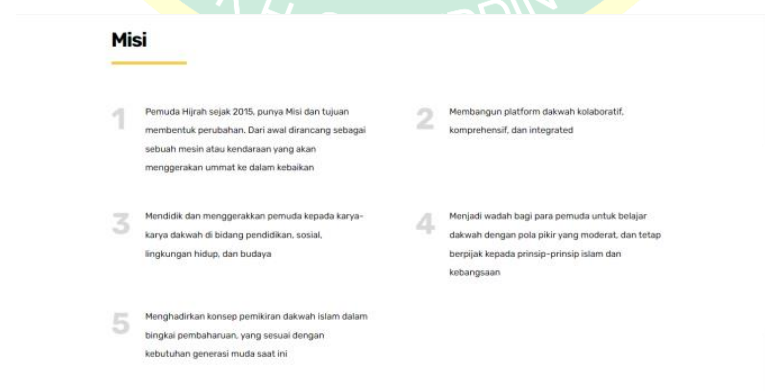 Misi
1
Pemuda Hijrah sejak 2015, punya Misi dan tujuan
membentuk perubahan. Dari awal dirancang sebagai
sebuah mesin atau kendaraan yang akan
menggerakan ummat ke dalam kebaikan
2
Membangun platform dakwah kolaboratif,
komprehensif, dan integrated
3
Mendidik dan menggerakkan pemuda kepada karya-
karya dakwah di bidang pendidikan, sosial,
lingkungan hidup, dan budaya
4
Menjadi wadah bagi para pemuda untuk belajar
dakwah dengan pola pikir yang moderat, dan tetap
berpijak kepada prinsip-prinsip islam dan
kebangsaan
5
Menghadirkan konsep pemikiran dakwah islam dalam
bingkai pembaharuan, yang sesuai dengan
kebutuhan generasi muda saat ini